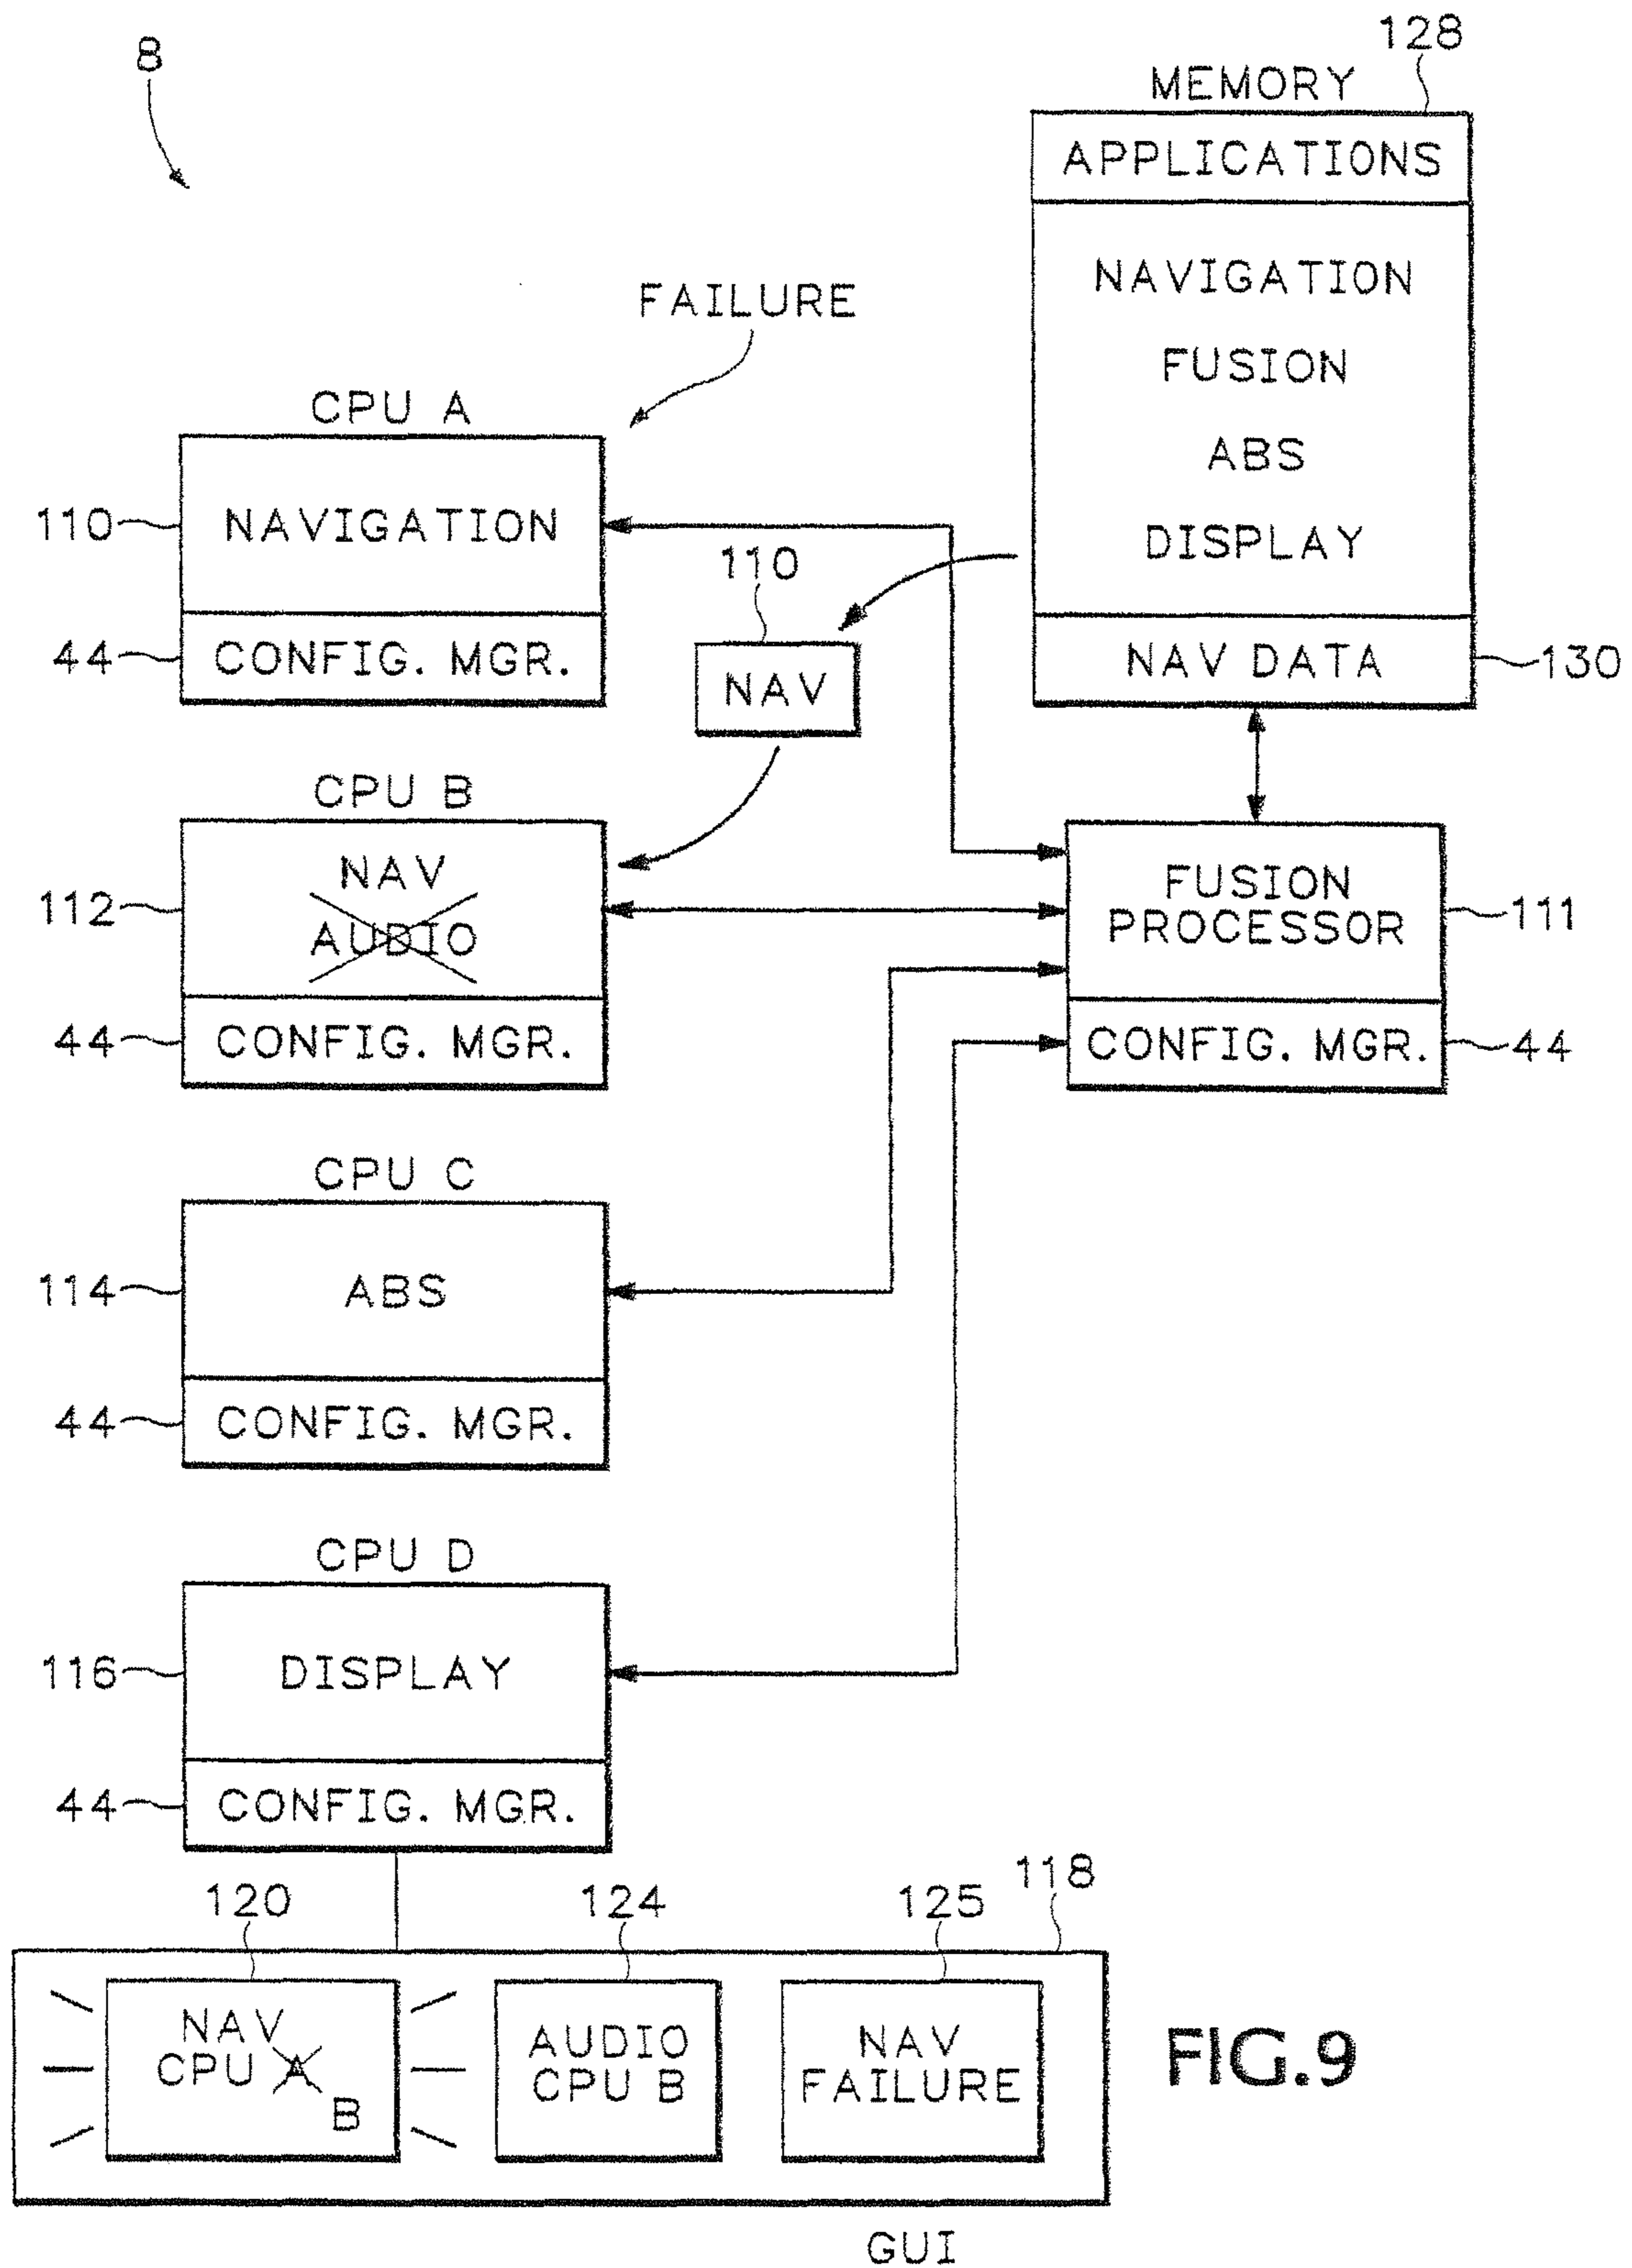 8
128
MEMORY
APPLICATIONS
NAVIGATION
FUSION
ABS
DISPLAY
NAV DATA
130
FAILURE
CPU A
110
NAVIGATION
44
CONFIG. MGR.
110
NAV
CPU B
112
NAV
AUDIO
44
CONFIG. MGR.
FUSION
PROCESSOR
111
CONFIG. MGR.
44
CPU C
114
ABS
44
CONFIG. MGR.
CPU D
116
DISPLAY
44
CONFIG. MGR.
118
120
124
125
NAV
CPU A
B
AUDIO
CPU B
NAV
FAILURE
GUI
FIG.9